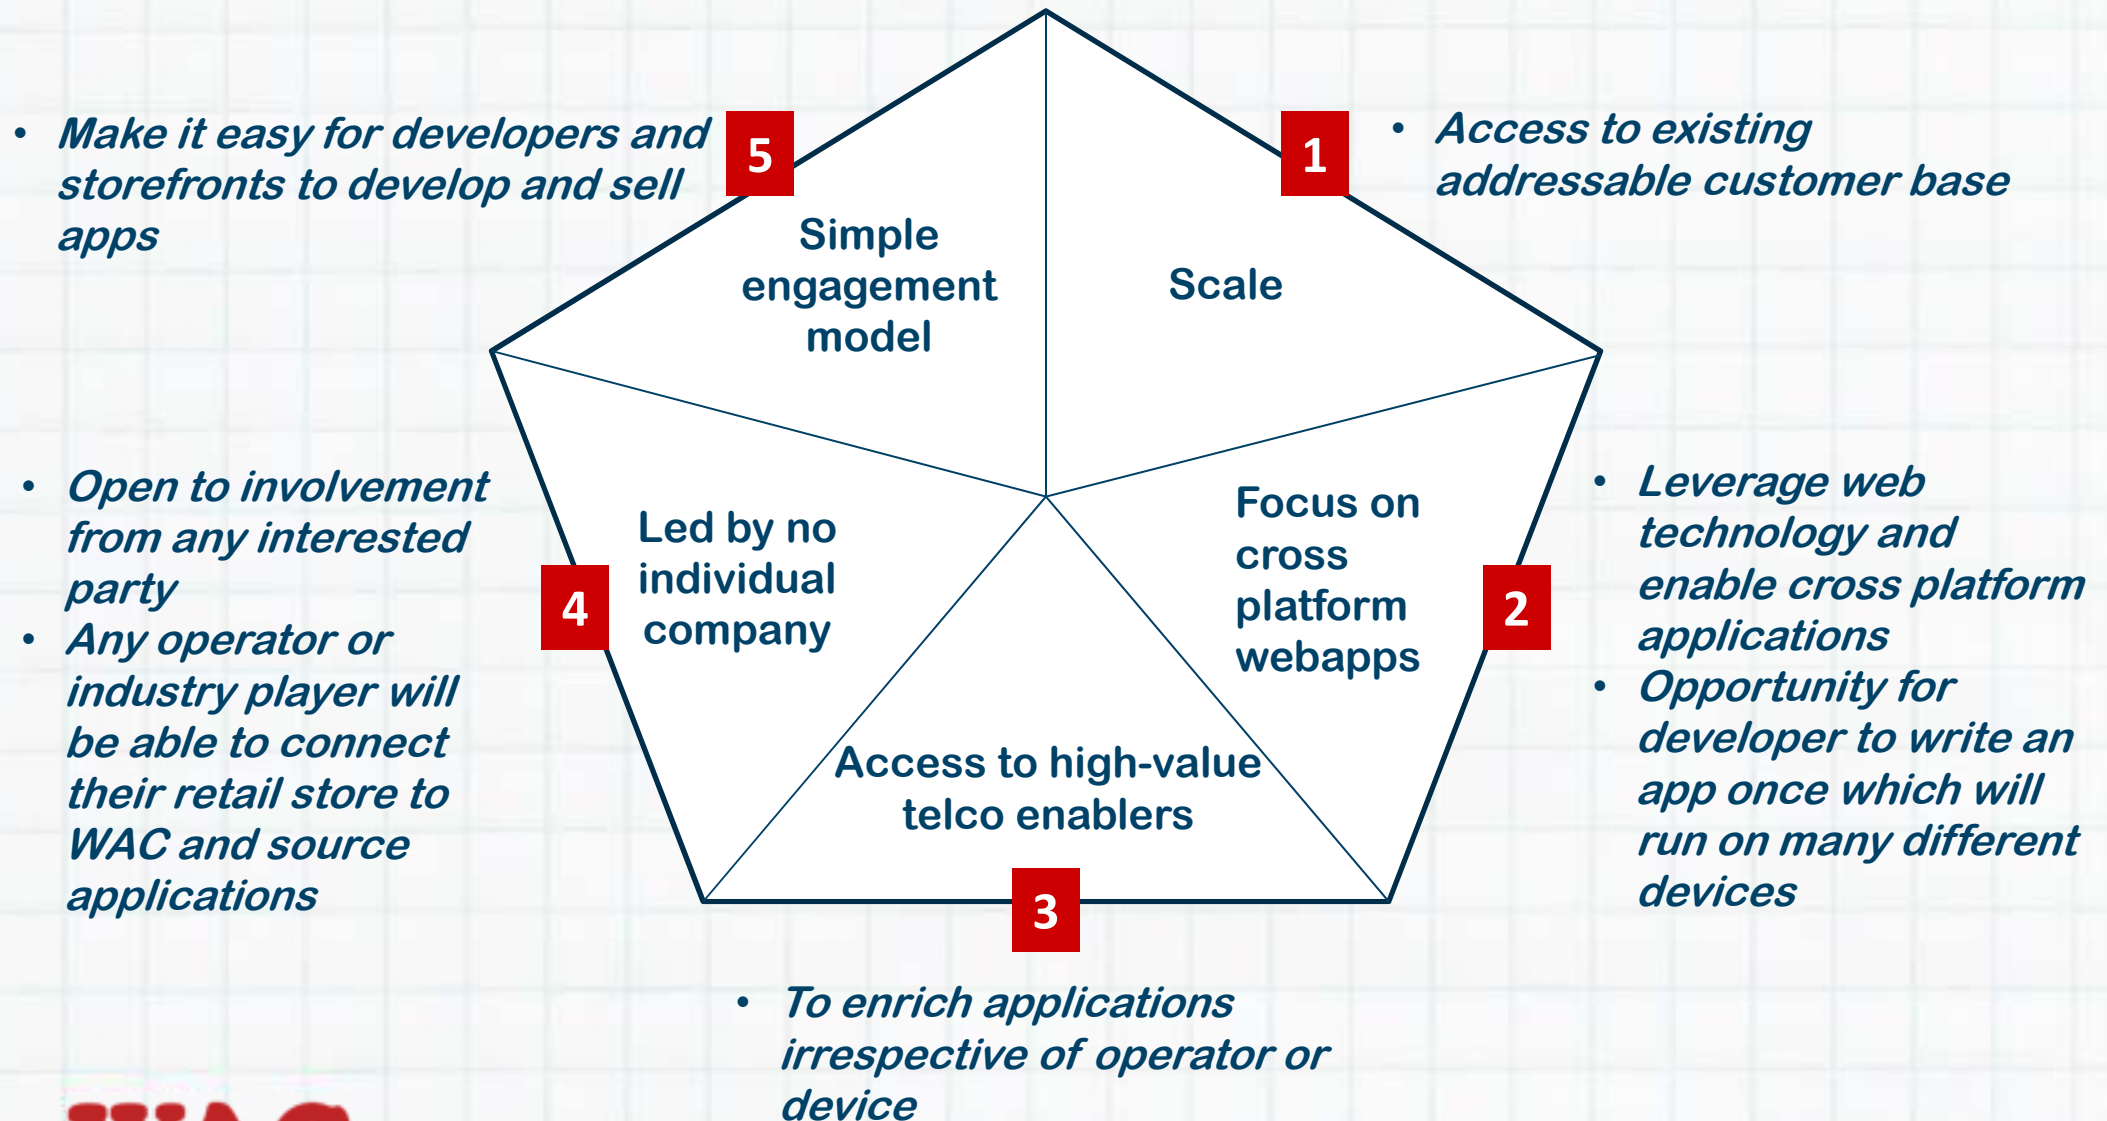 5
• Make it easy for developers and
storefronts to develop and sell
apps
Simple
engagement
model
1
• Access to existing
addressable customer base
Scale
2
Focus on
cross
platform
webapps
• Leverage web
technology and
enable cross platform
applications
• Opportunity for
developer to write an
app once which will
run on many different
devices
4
Led by no
individual
company
• Open to involvement
from any interested
party
• Any operator or
industry player will
be able to connect
their retail store to
WAC and source
applications
Access to high-value
telco enablers
3
• To enrich applications
irrespective of operator or
device